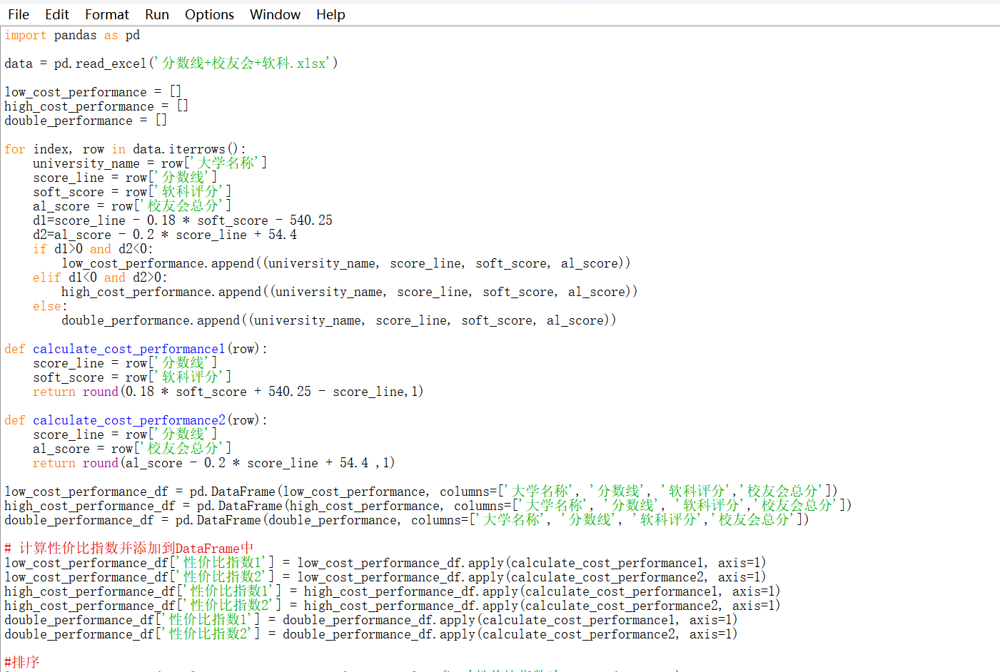 File Edit Format Run Options Window Help
import pandas as pd
data = pd.read_excel('分数线+校友会+软科.xlsx')
low_cost_performance = []
high_cost_performance = []
double_performance = []
for index, row in data.iterrows():
    university_name = row['大学名称']
    score_line = row['分数线']
    soft_score = row['软科评分']
    al_score = row['校友会总分']
    d1=score_line - 0.18 * soft_score - 540.25
    d2=al_score - 0.2 * score_line + 54.4
    if d1>0 and d2<0:
        low_cost_performance.append((university_name, score_line, soft_score, al_score))
    elif d1<0 and d2>0:
        high_cost_performance.append((university_name, score_line, soft_score, al_score))
    else:
        double_performance.append((university_name, score_line, soft_score, al_score))
def calculate_cost_performance1(row):
    score_line = row['分数线']
    soft_score = row['软科评分']
    return round(0.18 * soft_score + 540.25 - score_line,1)
def calculate_cost_performance2(row):
    score_line = row['分数线']
    al_score = row['校友会总分']
    return round(al_score - 0.2 * score_line + 54.4 ,1)
low_cost_performance_df = pd.DataFrame(low_cost_performance, columns=['大学名称', '分数线', '软科评分','校友会总分'])
high_cost_performance_df = pd.DataFrame(high_cost_performance, columns=['大学名称', '分数线', '软科评分','校友会总分'])
double_performance_df = pd.DataFrame(double_performance, columns=['大学名称', '分数线', '软科评分','校友会总分'])
# 计算性价比指数并添加到DataFrame中
low_cost_performance_df['性价比指数1'] = low_cost_performance_df.apply(calculate_cost_performance1, axis=1)
low_cost_performance_df['性价比指数2'] = low_cost_performance_df.apply(calculate_cost_performance2, axis=1)
high_cost_performance_df['性价比指数1'] = high_cost_performance_df.apply(calculate_cost_performance1, axis=1)
high_cost_performance_df['性价比指数2'] = high_cost_performance_df.apply(calculate_cost_performance2, axis=1)
double_performance_df['性价比指数1'] = double_performance_df.apply(calculate_cost_performance1, axis=1)
double_performance_df['性价比指数2'] = double_performance_df.apply(calculate_cost_performance2, axis=1)
#排序